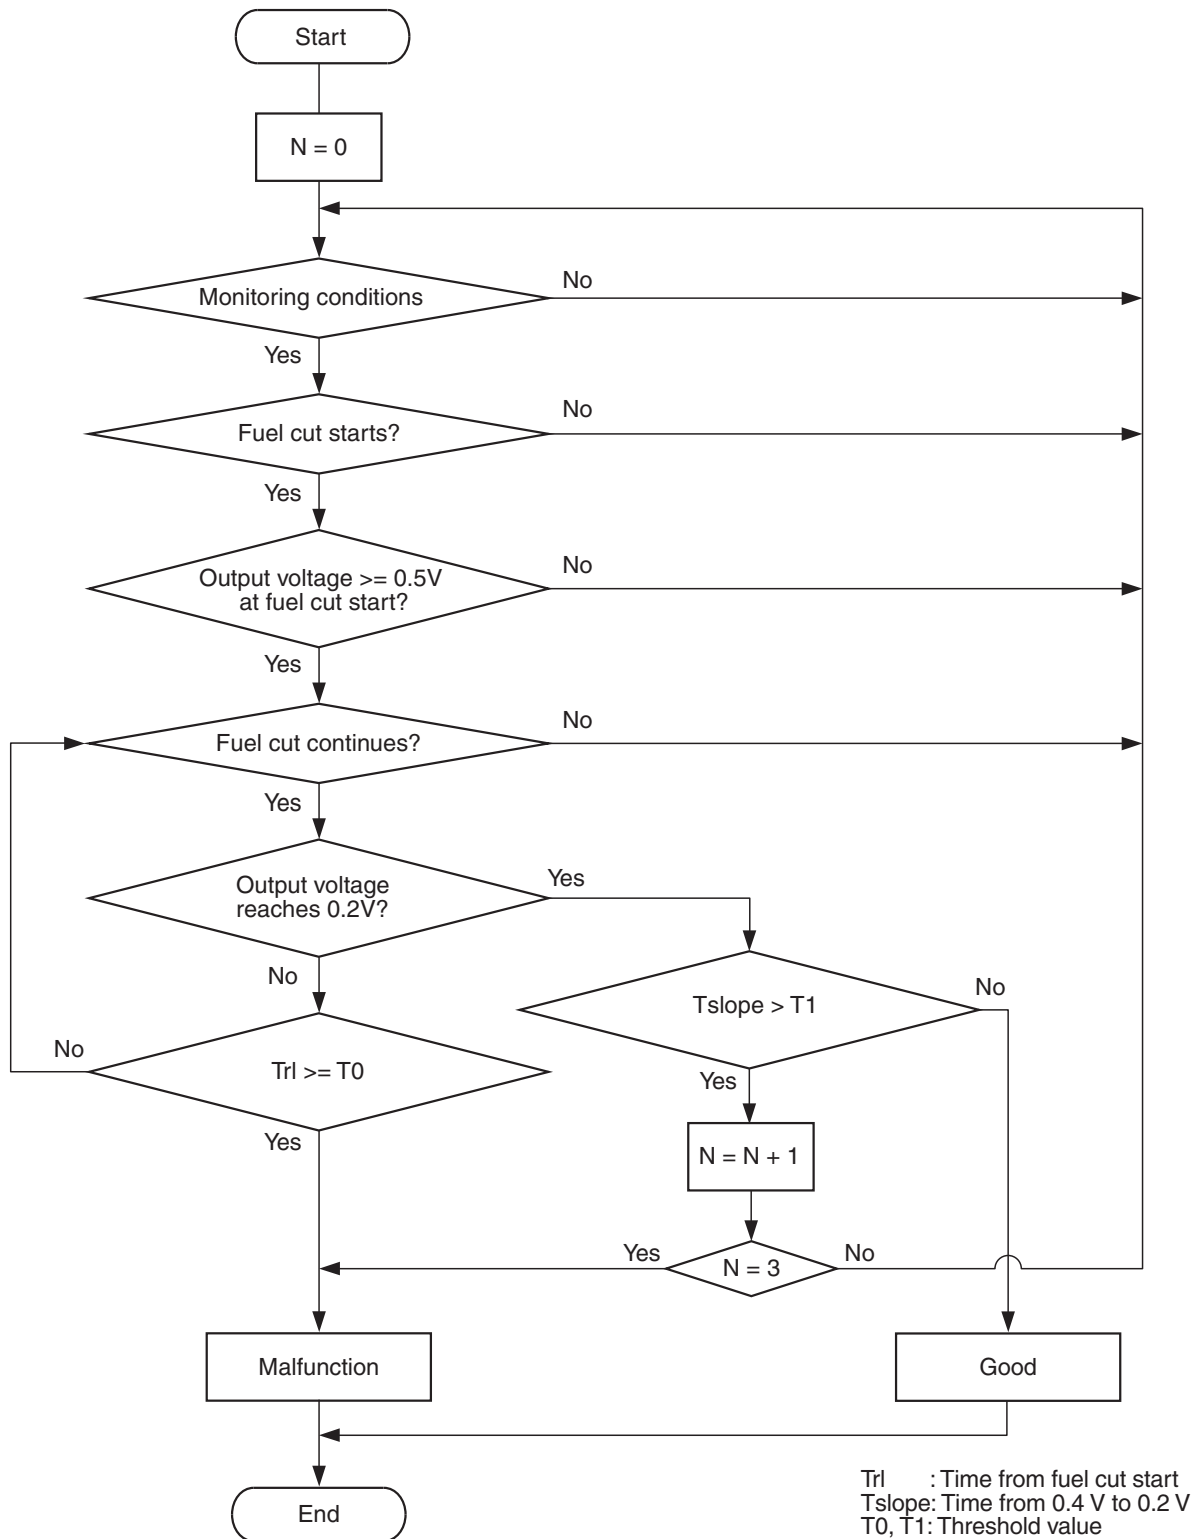 Start
N = 0
Monitoring conditions
No
Yes
Fuel cut starts?
No
Yes
Output voltage >= 0.5V
at fuel cut start?
No
Yes
Fuel cut continues?
No
Yes
Output voltage
reaches 0.2V?
Yes
No
Tslope > T1
No
Yes
Trl >= T0
No
Yes
N = N + 1
N = 3
Yes
No
Malfunction
Good
End
Trl : Time from fuel cut start
Tslope: Time from 0.4 V to 0.2 V
T0, T1: Threshold value